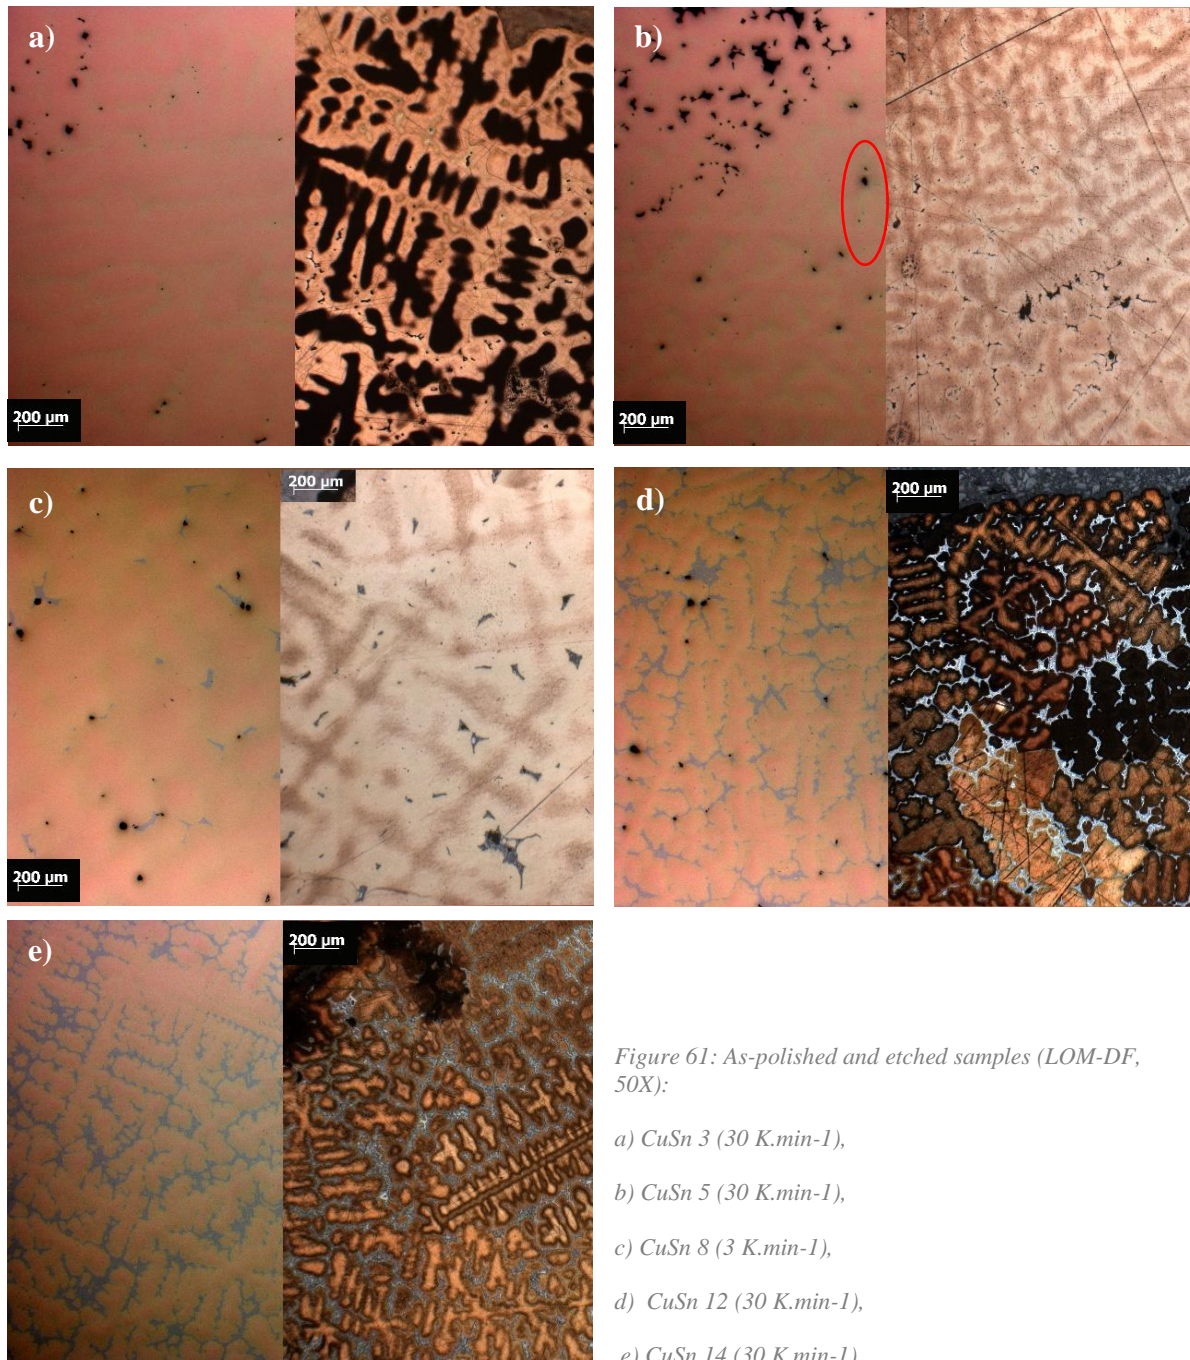 a)
b)
200 µm
200 µm
c)
200 µm
d)
200 µm
200 µm
e)
200 µm
Figure 61: As-polished and etched samples (LOM-DF,
50X):
a) CuSn 3 (30 K.min-1),
b) CuSn 5 (30 K.min-1),
c) CuSn 8 (3 K.min-1),
d) CuSn 12 (30 K.min-1),
e) CuSn 14 (30 K.min-1)